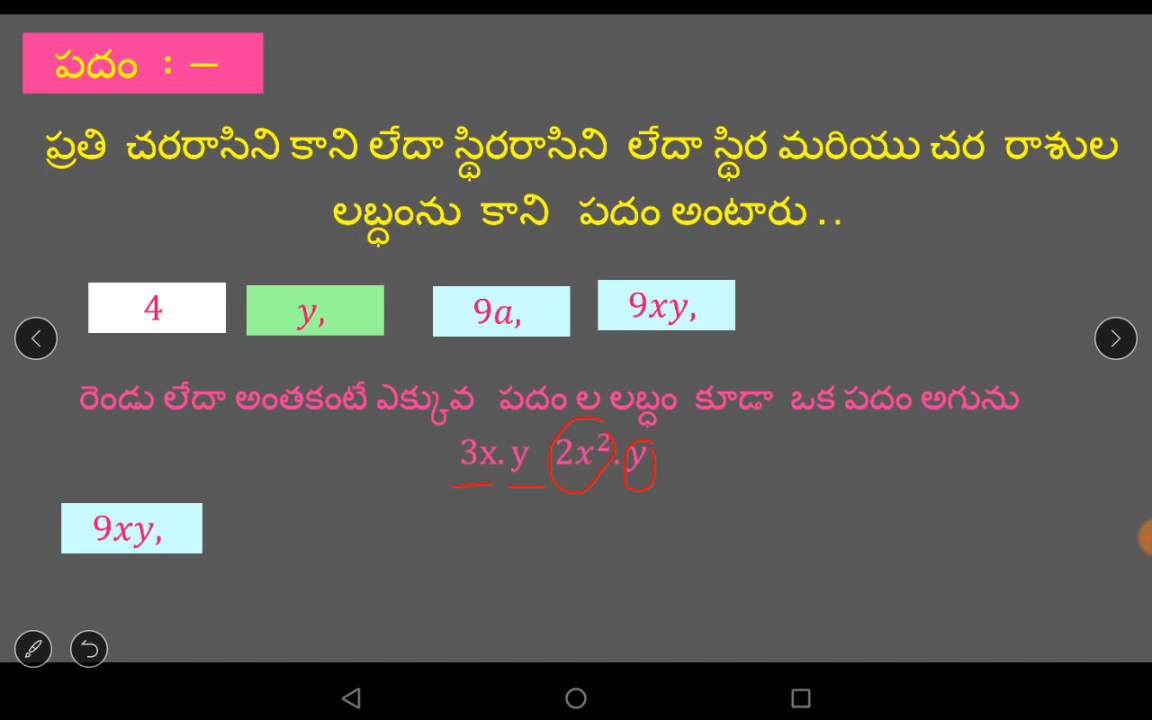 పదం : –
ప్రతి చరరాసిని కాని లేదా స్థిరరాసిని లేదా స్థిర మరియు చర రాశుల
లబ్ధంను కాని పదం అంటారు ..
4 y, 9a, 9xy,
రెండు లేదా అంతకంటే ఎక్కువ పదం ల లబ్ధం కూడా ఒక పదం అగును
3x. y 2x². y
9xy,